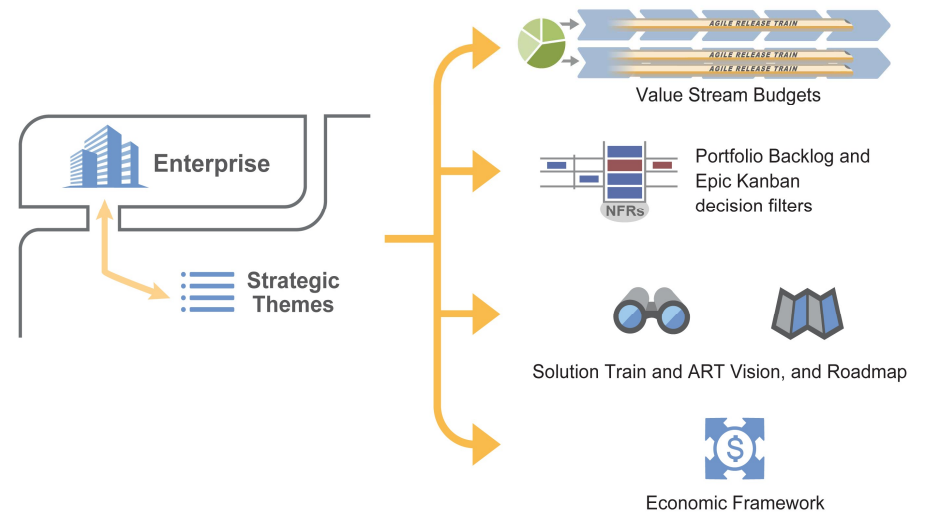 Enterprise
Strategic
Themes
AGILE RELEASE TRAIN
AGILE RELEASE TRAIN
AGILE RELEASE TRAIN
Value Stream Budgets
NFRs
Portfolio Backlog and
Epic Kanban
decision filters
Solution Train and ART Vision, and Roadmap
$
Economic Framework